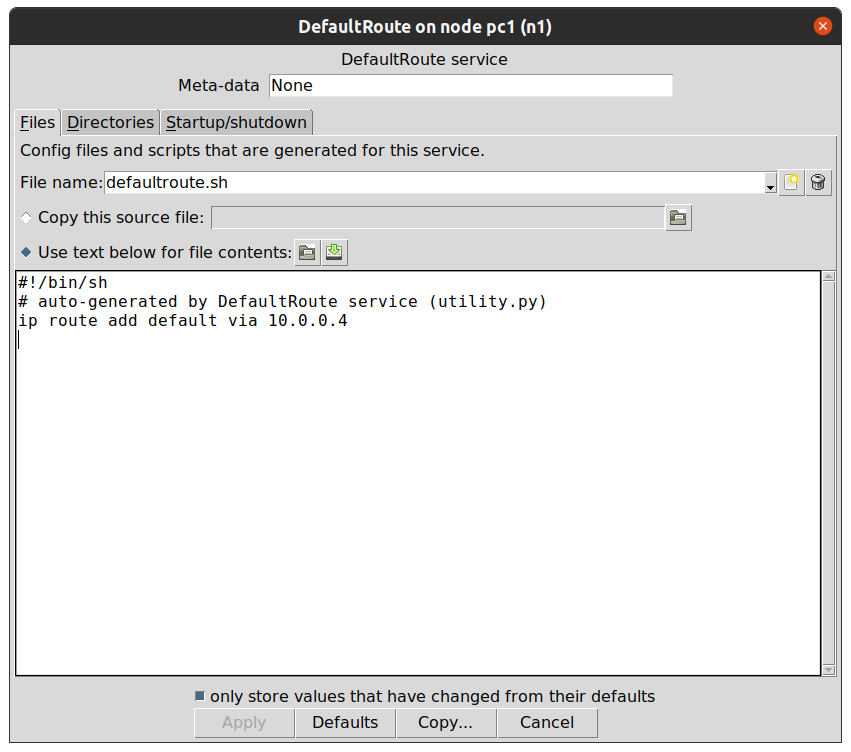 DefaultRoute on node pc1 (n1)
DefaultRoute service
Meta-data None
Files Directories Startup/shutdown
Config files and scripts that are generated for this service.
File name: defaultroute.sh
Copy this source file:
Use text below for file contents:
#!/bin/sh
# auto-generated by DefaultRoute service (utility.py)
ip route add default via 10.0.0.4
only store values that have changed from their defaults
Apply Defaults Copy... Cancel